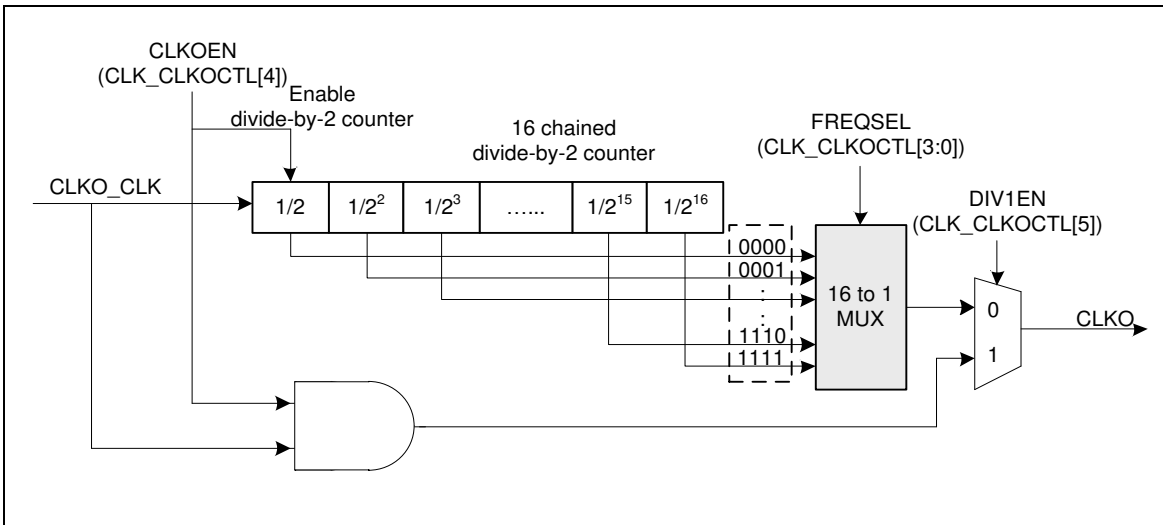 CLKOEN
(CLK_CLKOCTL[4])
Enable
divide-by-2 counter
16 chained
divide-by-2 counter
FREQSEL
(CLK_CLKOCTL[3:0])
CLKO_CLK
1/2
1/2²
1/2³
…...
1/2¹⁵
1/2¹⁶
DIV1EN
(CLK_CLKOCTL[5])
0000
0001
:
:
1110
1111
16 to 1
MUX
0
1
CLKO